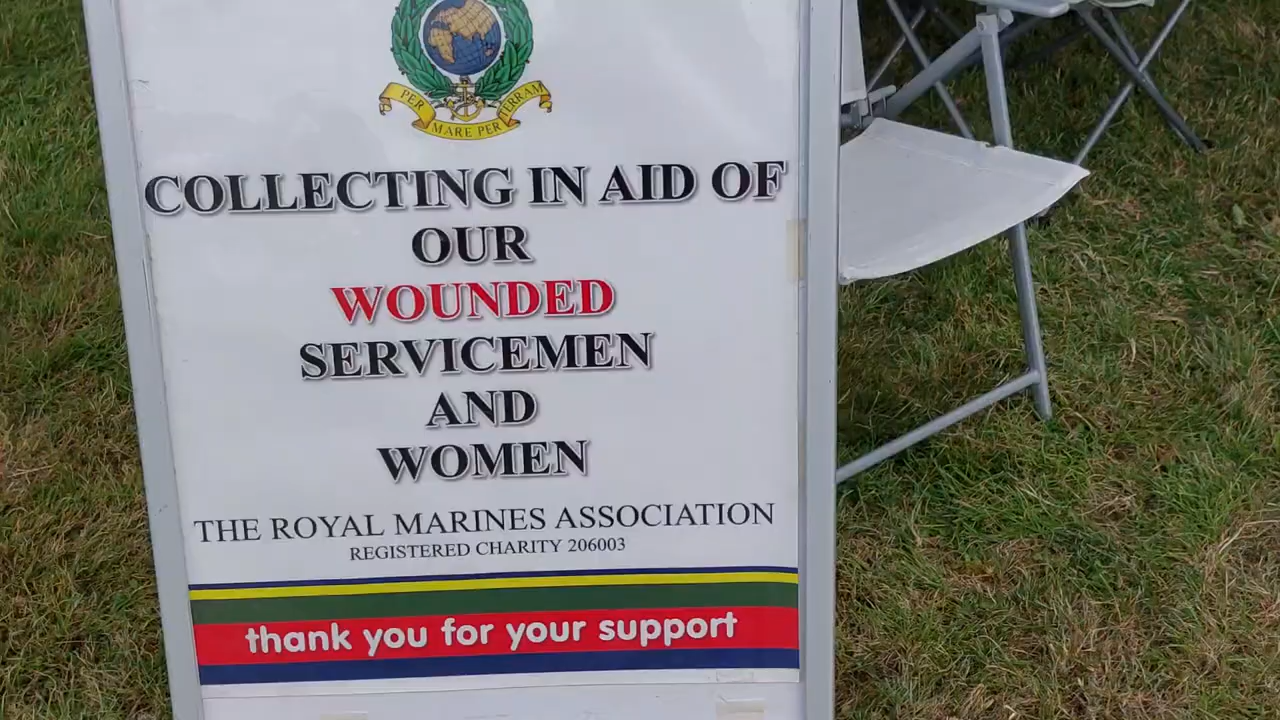 PER MARE PER TERRAM
COLLECTING IN AID OF
OUR
WOUNDED
SERVICEMEN
AND
WOMEN
THE ROYAL MARINES ASSOCIATION
REGISTERED CHARITY 206003
thank you for your support